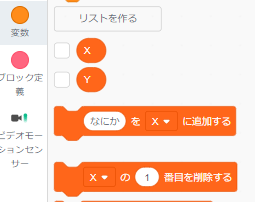 リストを作る
変数
X
Y
ブロック定
義
なにか を X に追加する
ビデオモー
ションセン
サー
X の 1 番目を削除する